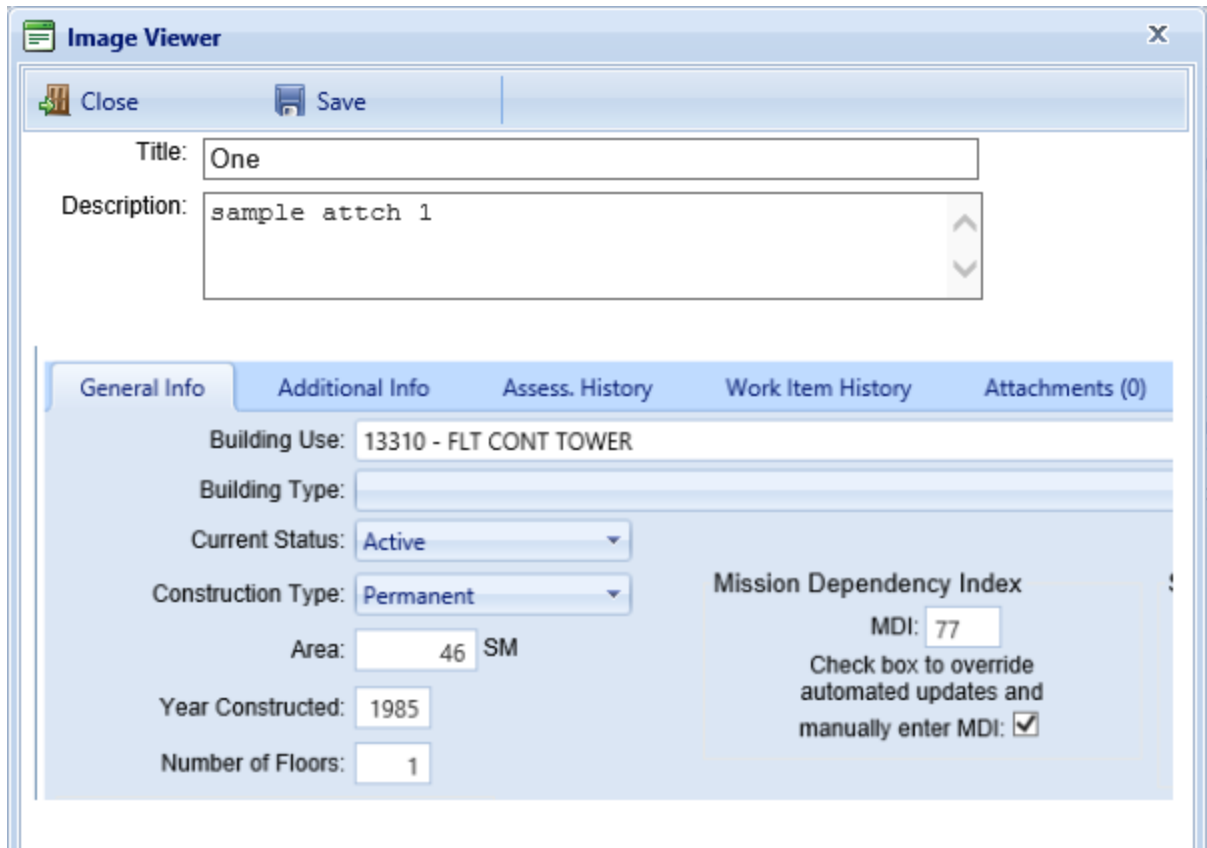 Image Viewer
Close Save
Title: One
Description: sample attch 1
General Info Additional Info Assess. History Work Item History Attachments (0)
Building Use: 13310 - FLT CONT TOWER
Building Type:
Current Status: Active
Construction Type: Permanent
Area: 46 SM
Year Constructed: 1985
Number of Floors: 1
Mission Dependency Index
MDI: 77
Check box to override
automated updates and
manually enter MDI: